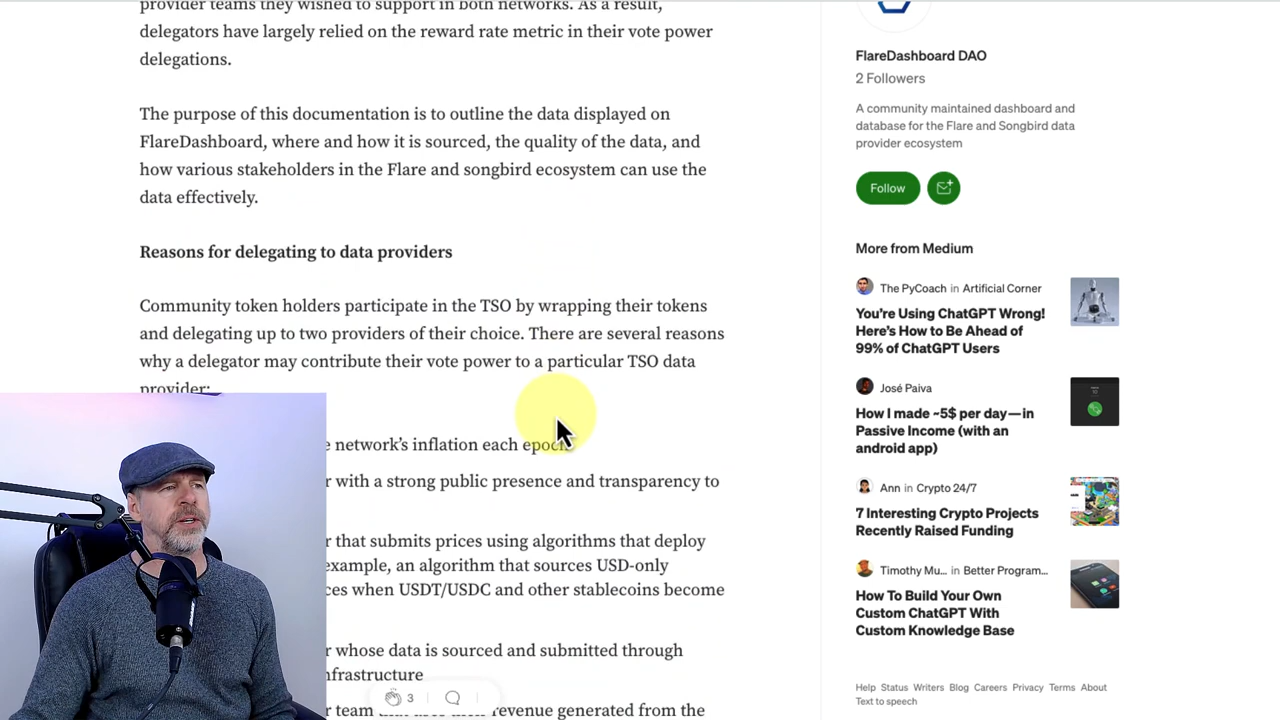 provider teams they wished to support in both networks. As a result,
delegators have largely relied on the reward rate metric in their vote power
delegations.
The purpose of this documentation is to outline the data displayed on
FlareDashboard, where and how it is sourced, the quality of the data, and
how various stakeholders in the Flare and songbird ecosystem can use the
data effectively.
Reasons for delegating to data providers
Community token holders participate in the TSO by wrapping their tokens
and delegating up to two providers of their choice. There are several reasons
why a delegator may contribute their vote power to a particular TSO data
provider:
network's inflation each epoch
with a strong public presence and transparency to
that submits prices using algorithms that deploy
example, an algorithm that sources USD-only
when USDT/USDC and other stablecoins become
whose data is sourced and submitted through
3
team revenue generated from the
FlareDashboard DAO
2 Followers
A community maintained dashboard and
database for the Flare and Songbird data
provider ecosystem
Follow
More from Medium
The PyCoach in Artificial Corner
You're Using ChatGPT Wrong!
Here's How to Be Ahead of
99% of ChatGPT Users
José Paiva
How I made ~5$ per day—in
Passive Income (with an
android app)
Ann in Crypto 24/7
7 Interesting Crypto Projects
Recently Raised Funding
Timothy Mu... in Better Program...
How To Build Your Own
Custom ChatGPT With
Custom Knowledge Base
Help Status Writers Blog Careers Privacy Terms About
Text to speech